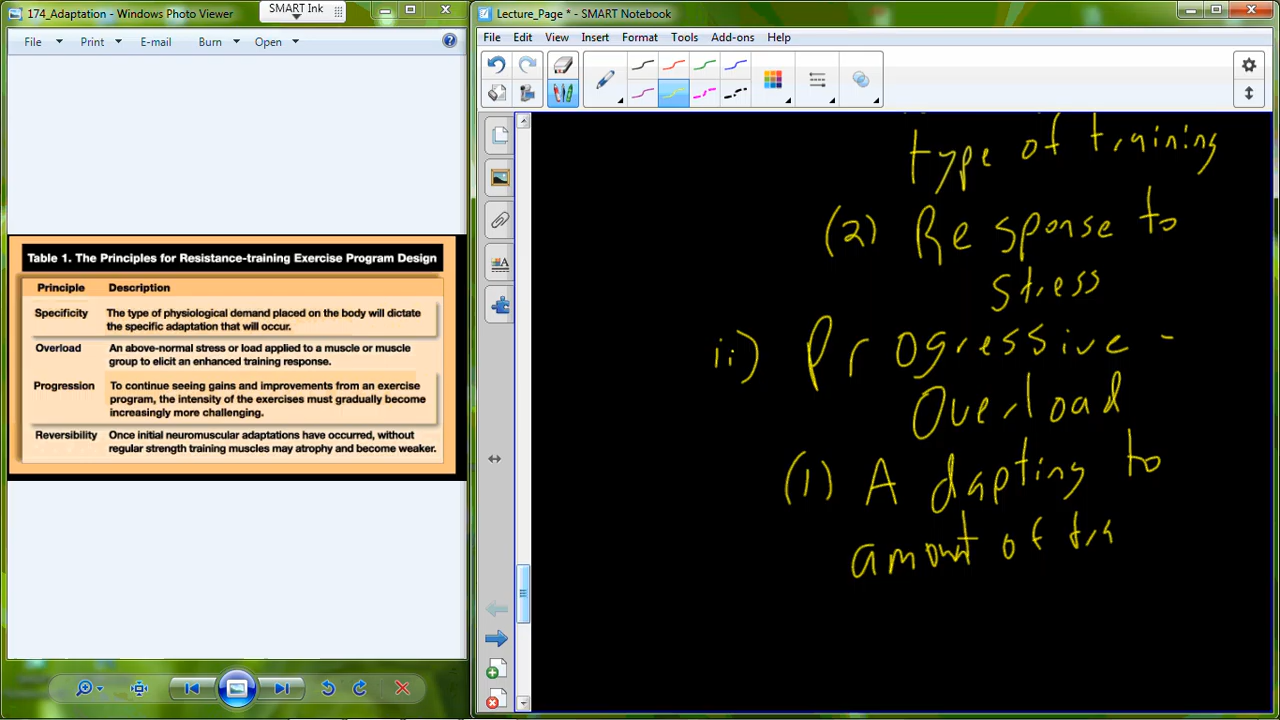 174_Adaptation - Windows Photo Viewer
SMART Ink
File Print E-mail Burn Open
Table 1. The Principles for Resistance-training Exercise Program Design
Principle Description
Specificity The type of physiological demand placed on the body will dictate
the specific adaptation that will occur.
Overload An above-normal stress or load applied to a muscle or muscle
group to elicit an enhanced training response.
Progression To continue seeing gains and improvements from an exercise
program, the intensity of the exercises must gradually become
increasingly more challenging.
Reversibility Once initial neuromuscular adaptations have occurred, without
regular strength training muscles may atrophy and become weaker.
Lecture_Page * - SMART Notebook
File Edit View Insert Format Tools Add-ons Help
type of training
(2) Response to
stress
ii) Progressive -
Overload
(1) Adapting to
amount of tra